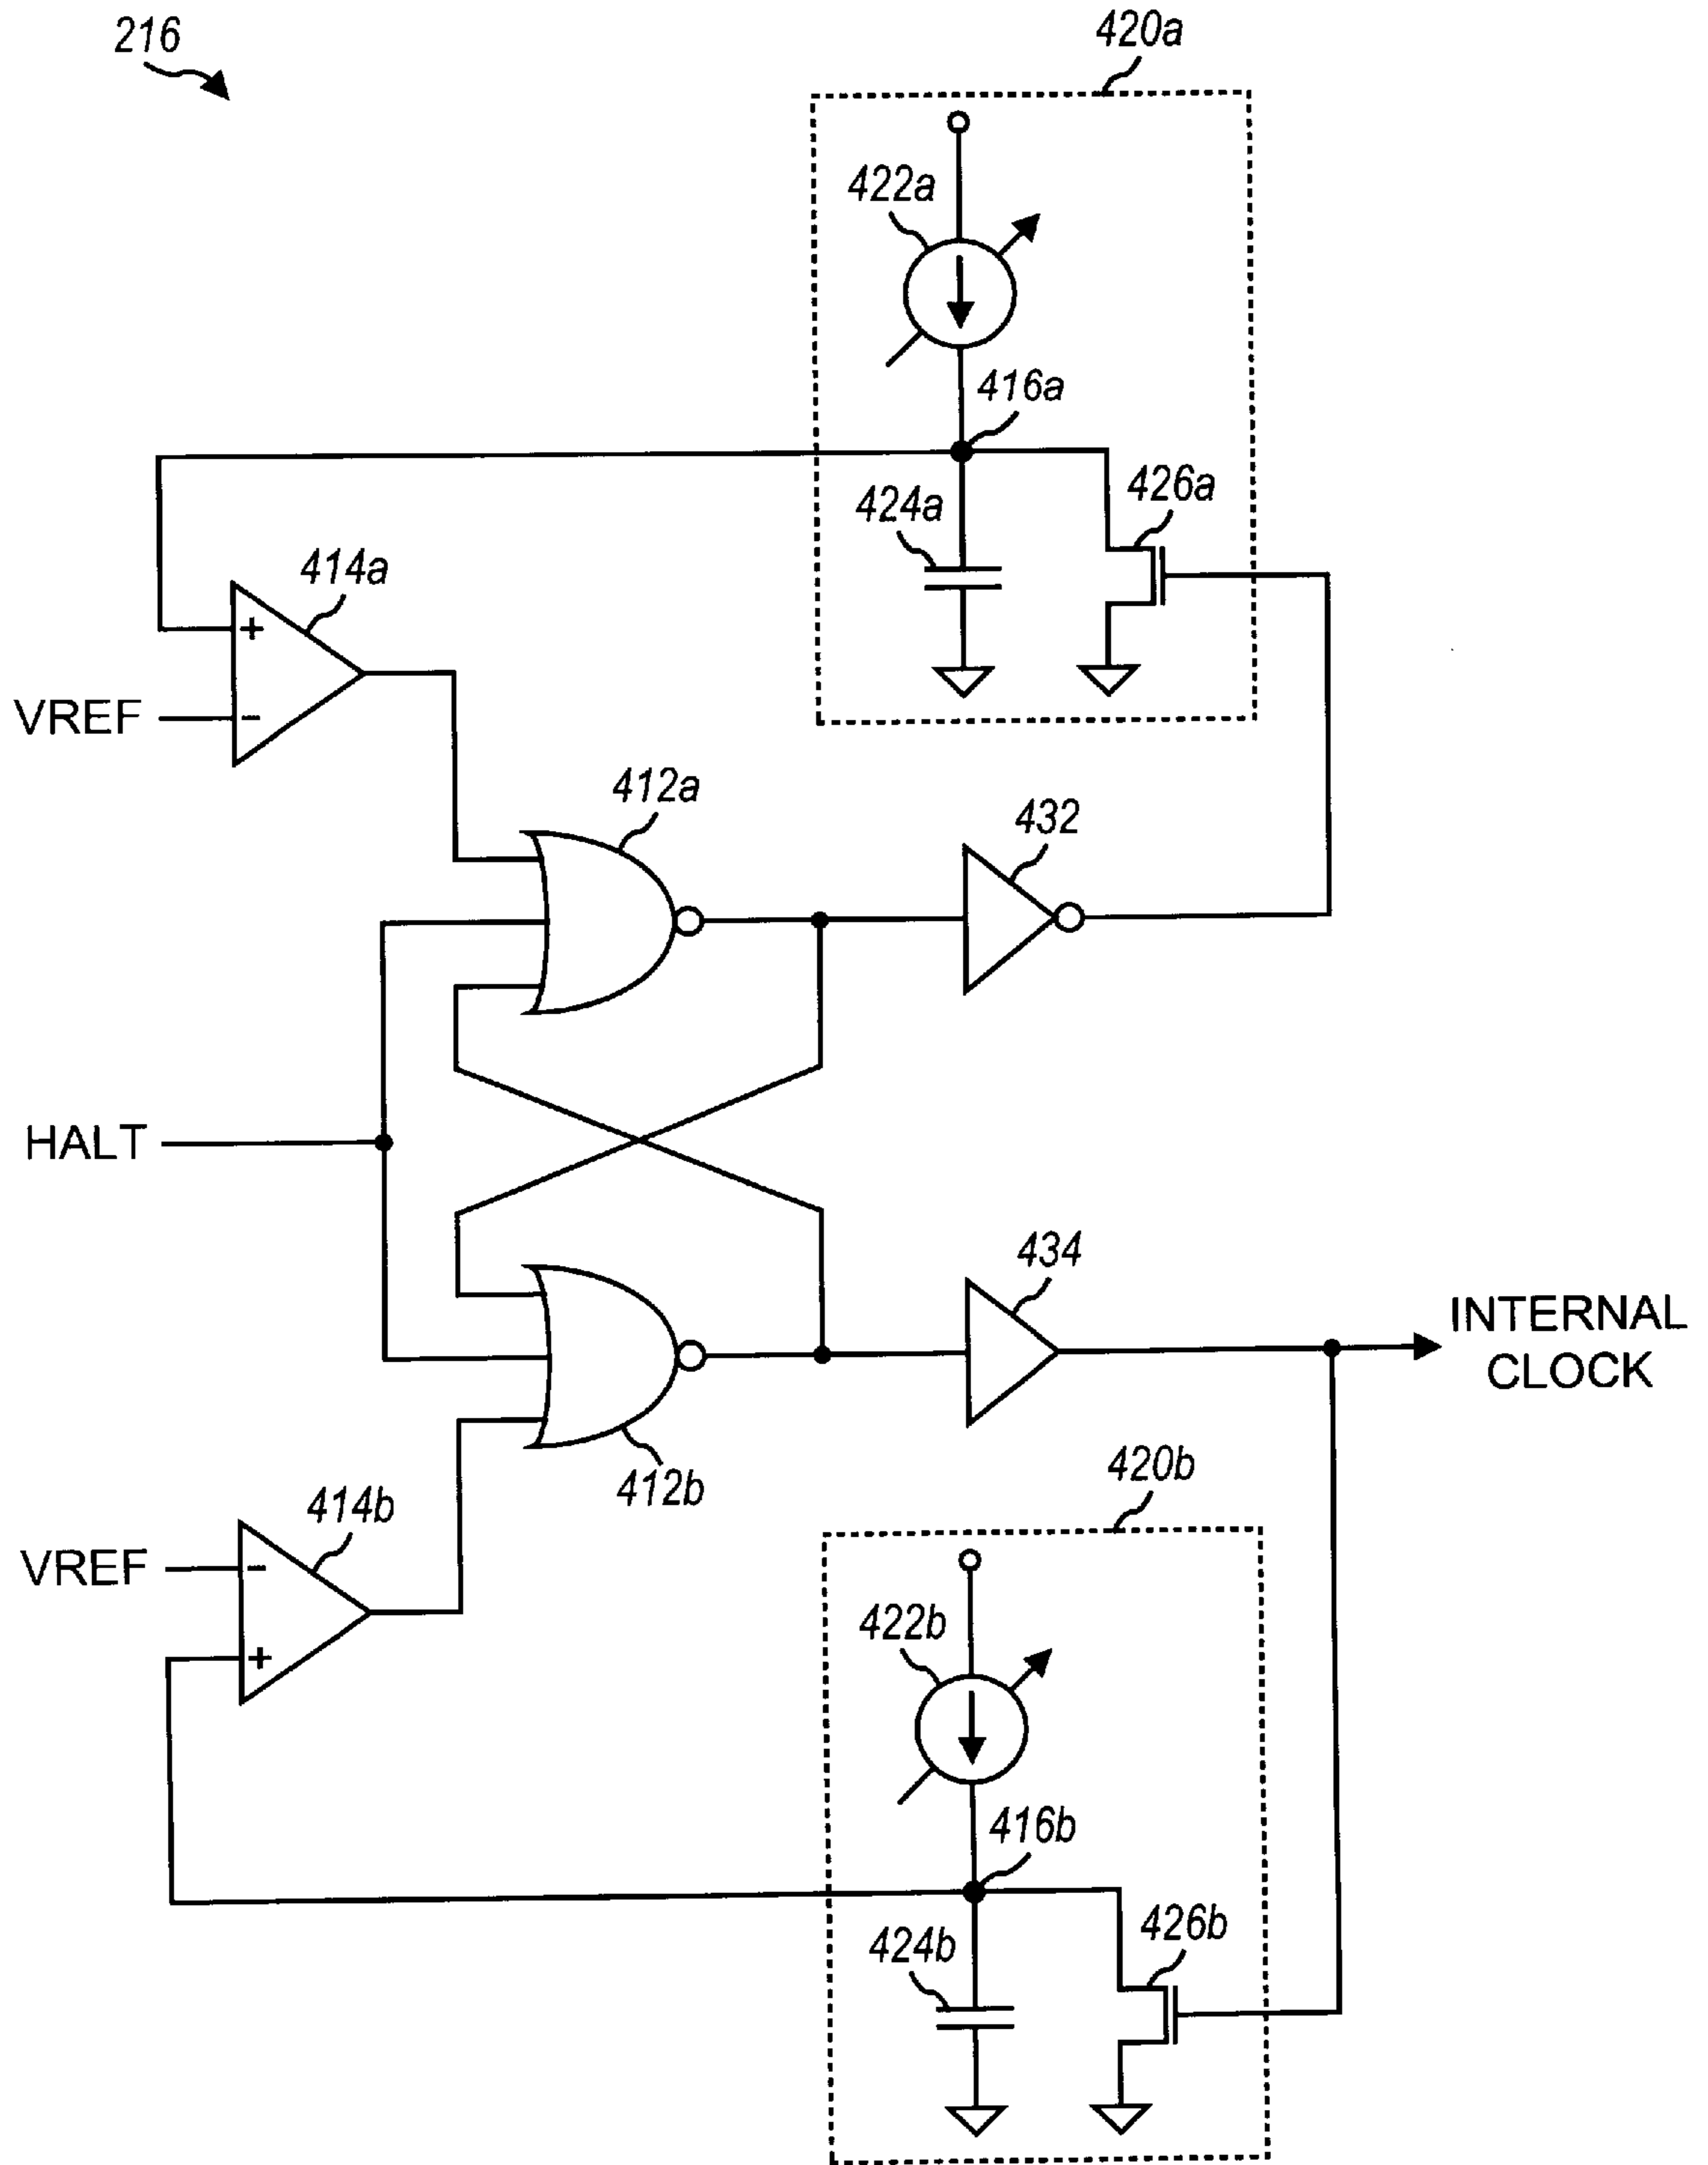 216
420a
422a
416a
424a
426a
414a
+
VREF
-
412a
432
HALT
434
INTERNAL
CLOCK
412b
420b
414b
VREF
-
+
422b
416b
424b
426b